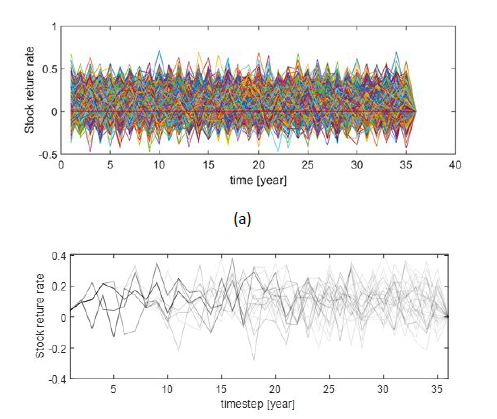 1
0.5
0
-0.5
Stock reture rate
0 5 10 15 20 25 30 35 40
time [year]
(a)
0.4
0.2
0
-0.2
-0.4
Stock reture rate
5 10 15 20 25 30 35
timestep [year]